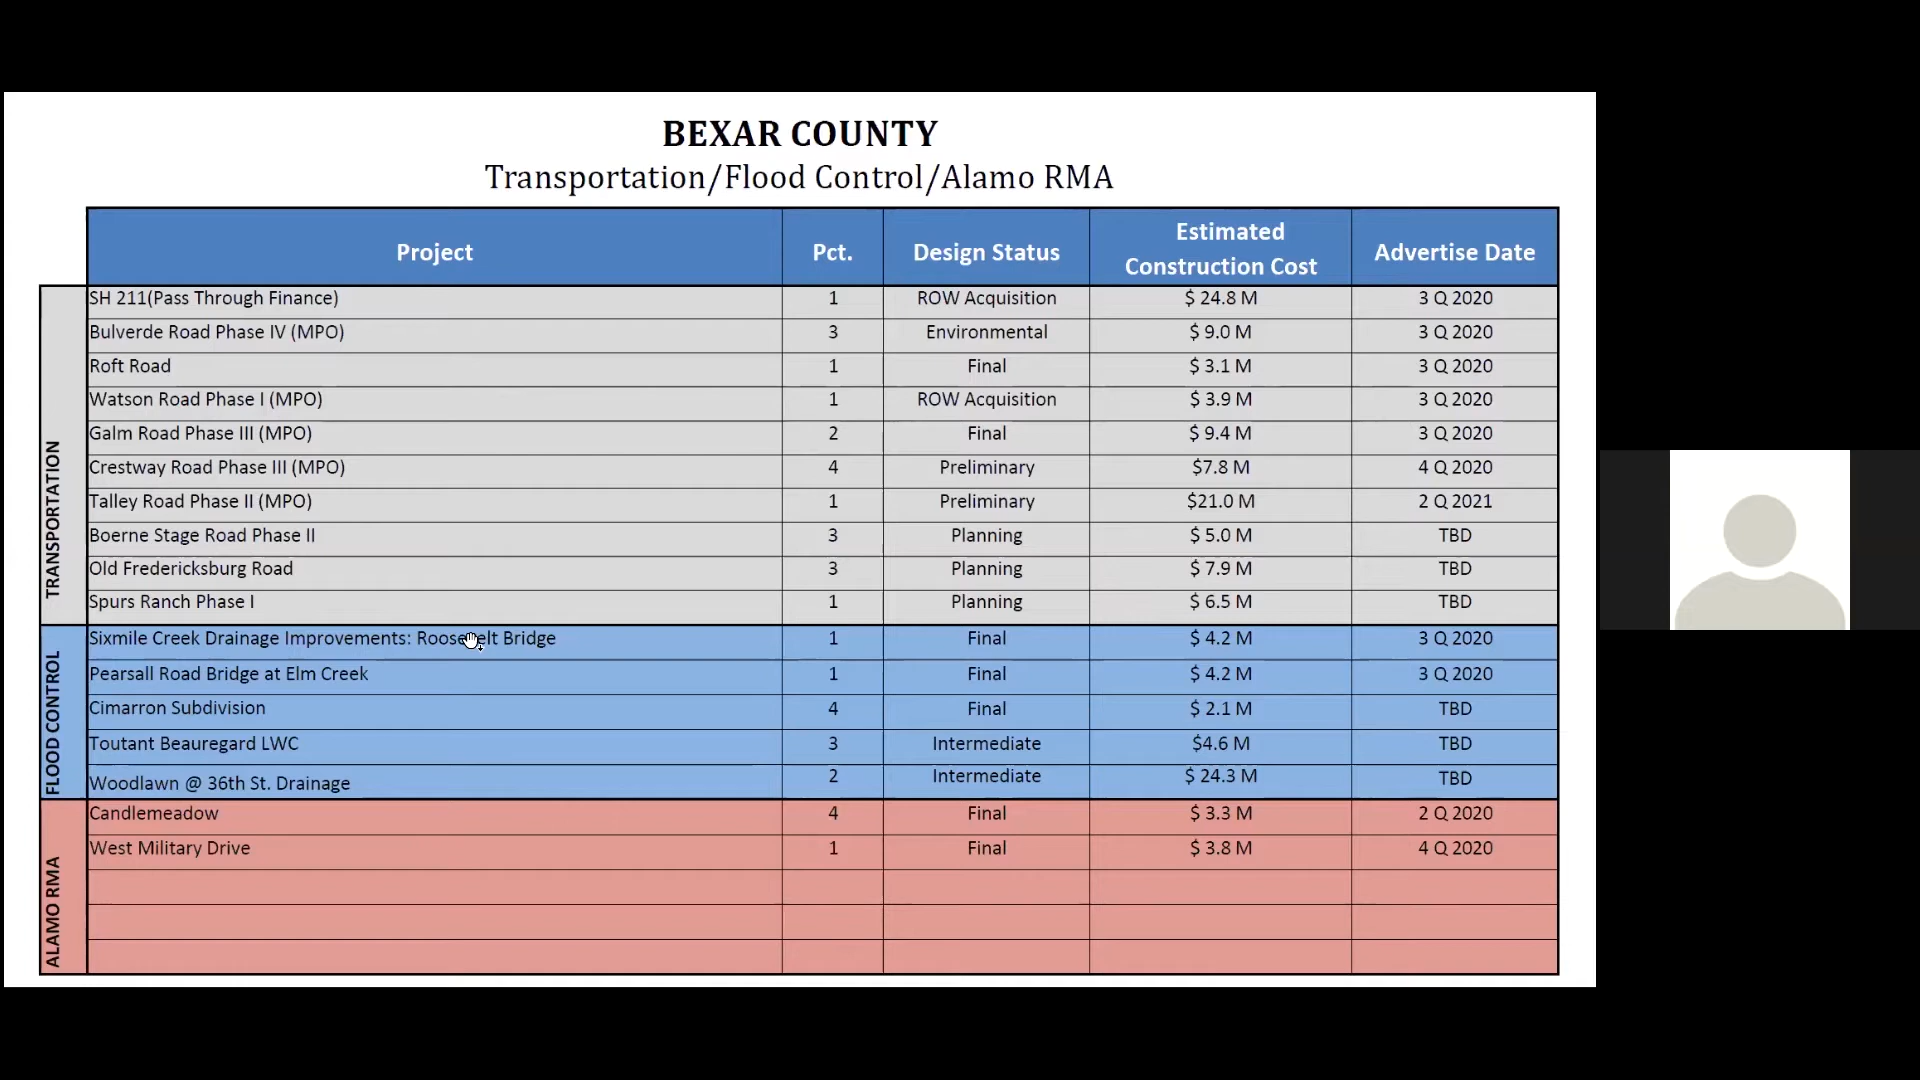 BEXAR COUNTY
Transportation/Flood Control/Alamo RMA
Project Pct. Design Status Estimated Construction Cost Advertise Date
TRANSPORTATION
SH 211(Pass Through Finance) 1 ROW Acquisition $ 24.8 M 3 Q 2020
Bulverde Road Phase IV (MPO) 3 Environmental $ 9.0 M 3 Q 2020
Roft Road 1 Final $ 3.1 M 3 Q 2020
Watson Road Phase I (MPO) 1 ROW Acquisition $ 3.9 M 3 Q 2020
Galm Road Phase III (MPO) 2 Final $ 9.4 M 3 Q 2020
Crestway Road Phase III (MPO) 4 Preliminary $7.8 M 4 Q 2020
Talley Road Phase II (MPO) 1 Preliminary $21.0 M 2 Q 2021
Boerne Stage Road Phase II 3 Planning $ 5.0 M TBD
Old Fredericksburg Road 3 Planning $ 7.9 M TBD
Spurs Ranch Phase I 1 Planning $ 6.5 M TBD
FLOOD CONTROL
Sixmile Creek Drainage Improvements: Roosevelt Bridge 1 Final $ 4.2 M 3 Q 2020
Pearsall Road Bridge at Elm Creek 1 Final $ 4.2 M 3 Q 2020
Cimarron Subdivision 4 Final $ 2.1 M TBD
Toutant Beauregard LWC 3 Intermediate $4.6 M TBD
Woodlawn @ 36th St. Drainage 2 Intermediate $ 24.3 M TBD
ALAMO RMA
Candlemeadow 4 Final $ 3.3 M 2 Q 2020
West Military Drive 1 Final $ 3.8 M 4 Q 2020